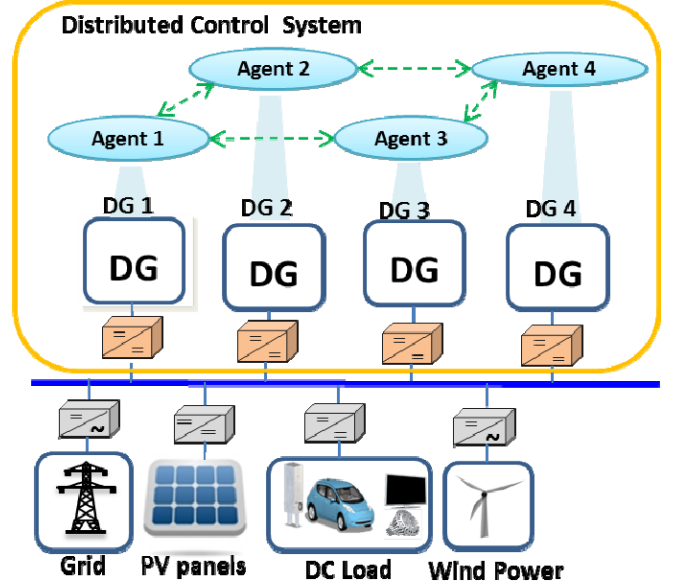 Distributed Control System
Agent 2
Agent 4
Agent 1
Agent 3
DG 1
DG 2
DG 3
DG 4
DG
DG
DG
DG
~
~
Grid
PV panels
DC Load
Wind Power